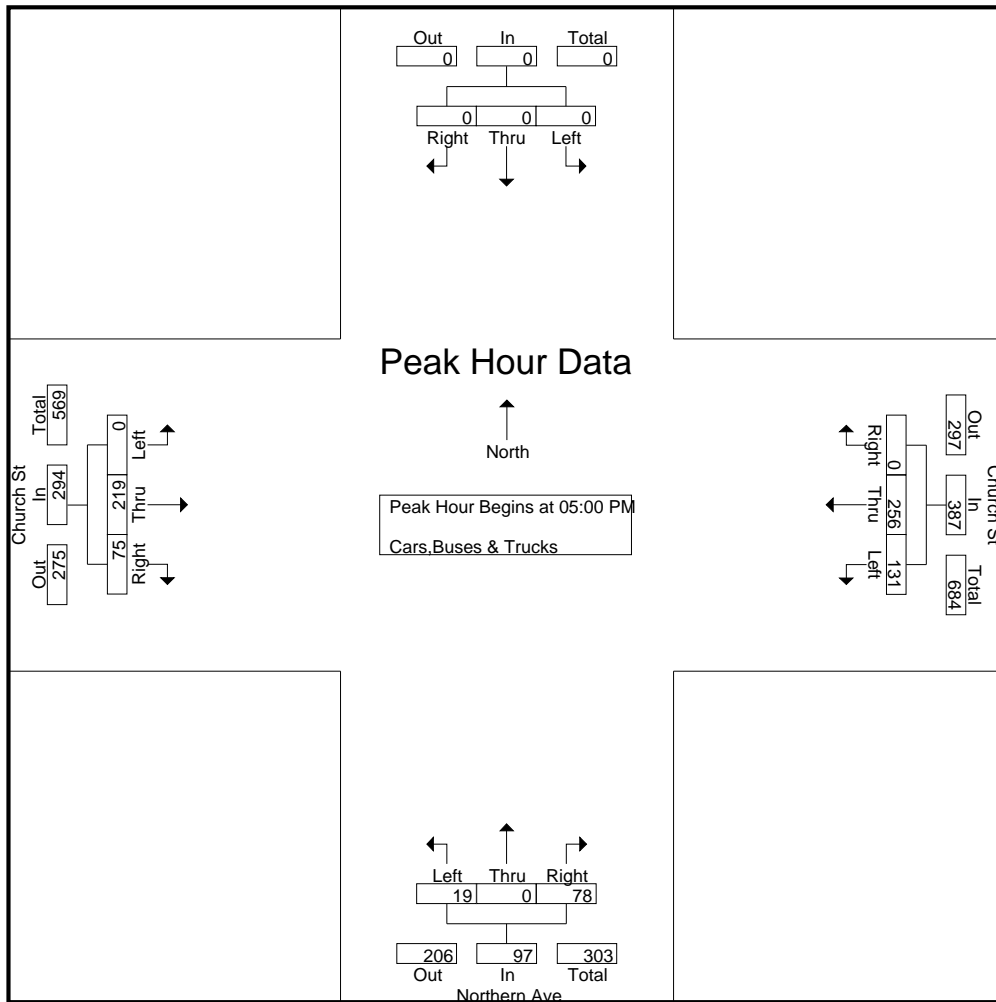 Out In Total
0 0 0
0 0 0
Right Thru Left
Peak Hour Data
North
Peak Hour Begins at 05:00 PM
Cars,Buses & Trucks
Church St
Out In Total
275 294 569
Right Thru Left
75 219 0
Church St
Out In Total
297 387 684
Right Thru Left
0 256 131
Left Thru Right
19 0 78
206 97 303
Out In Total
Northern Ave